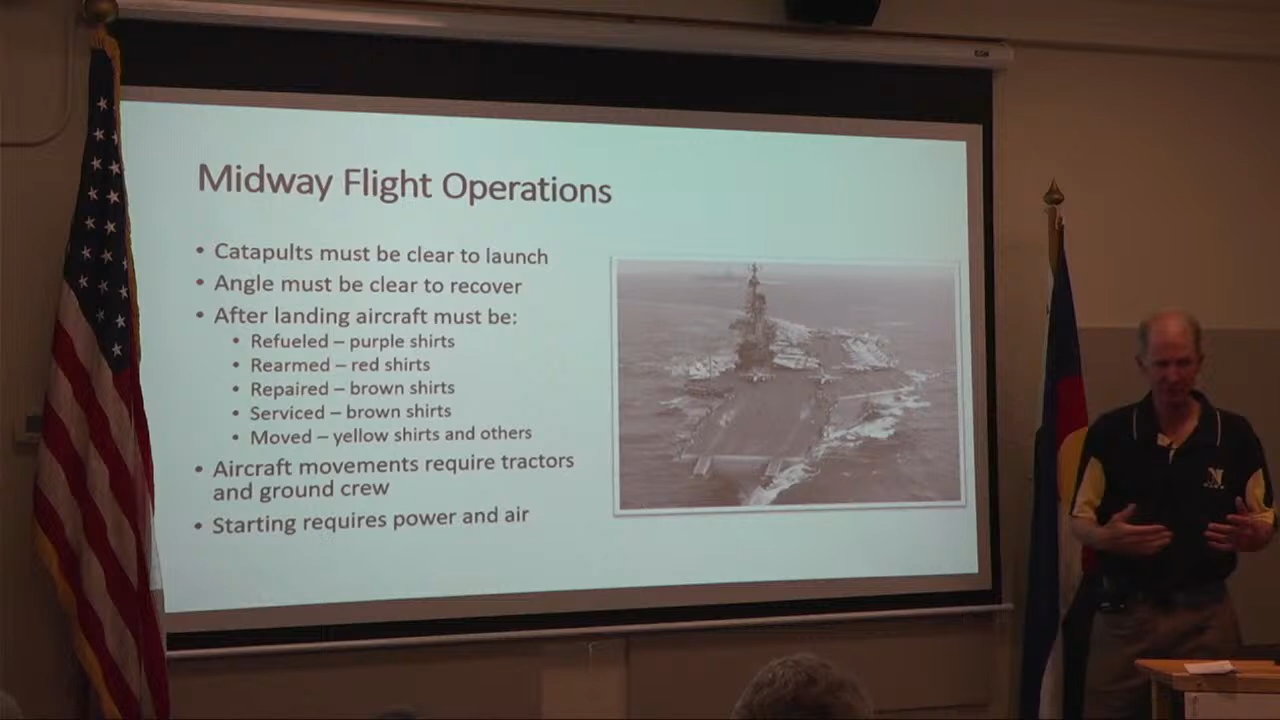 Midway Flight Operations
• Catapults must be clear to launch
• Angle must be clear to recover
• After landing aircraft must be:
• Refueled – purple shirts
• Rearmed – red shirts
• Repaired – brown shirts
• Serviced – brown shirts
• Moved – yellow shirts and others
• Aircraft movements require tractors
and ground crew
• Starting requires power and air
N